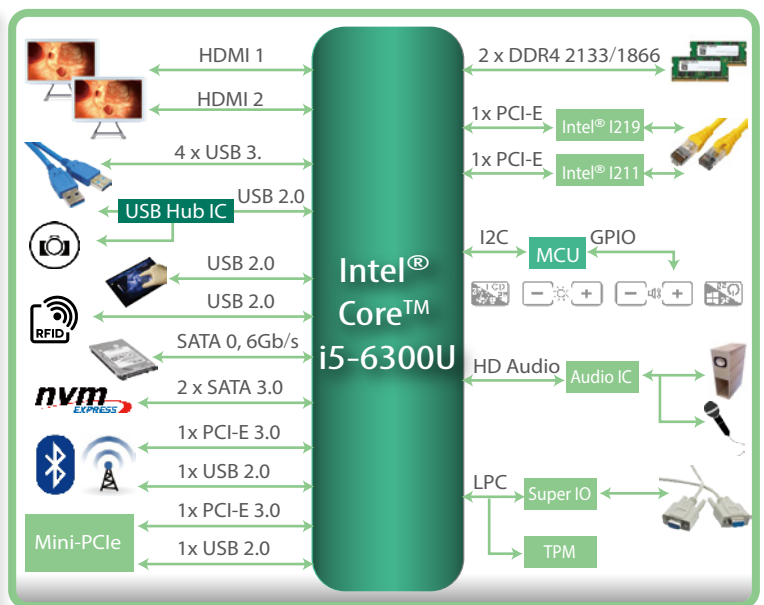 HDMI 1
HDMI 2
4 x USB 3.
USB 2.0
USB Hub IC
USB 2.0
USB 2.0
RFID
SATA 0, 6Gb/s
nvm
EXPRESS
2 x SATA 3.0
1x PCI-E 3.0
1x USB 2.0
1x PCI-E 3.0
Mini-PCIe
1x USB 2.0
Intel®
Core™
i5-6300U
2 x DDR4 2133/1866
1x PCI-E
Intel® I219
1x PCI-E
Intel® I211
I2C
MCU
GPIO
HD Audio
Audio IC
LPC
Super IO
TPM